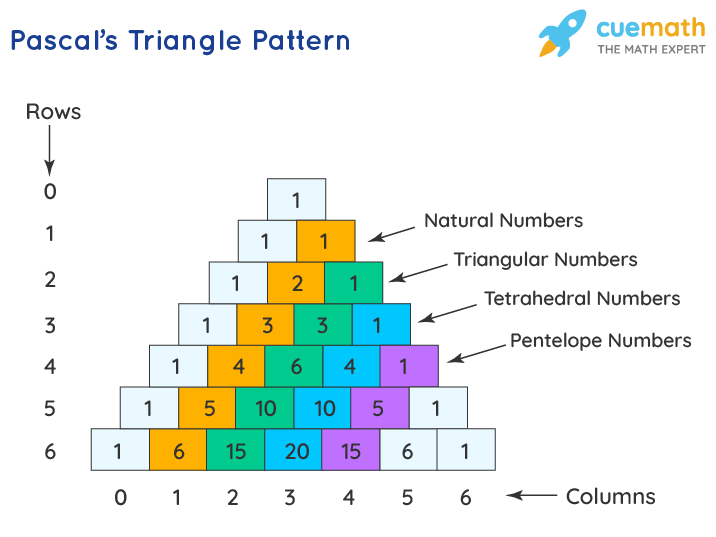 Pascal's Triangle Pattern
cuemath
THE MATH EXPERT
Rows
0
1
1
1 1
Natural Numbers
2
1 2 1
Triangular Numbers
3
1 3 3 1
Tetrahedral Numbers
4
1 4 6 4 1
Pentelope Numbers
5
1 5 10 10 5 1
6
1 6 15 20 15 6 1
0 1 2 3 4 5 6
Columns